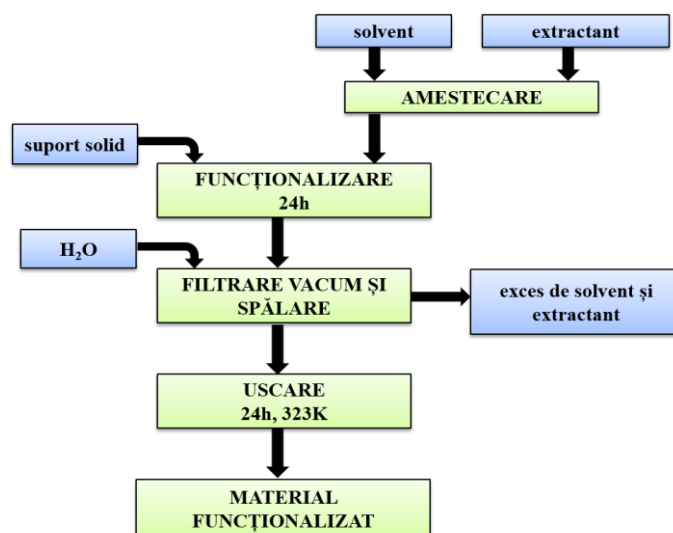 solvent
extractant
AMESTECARE
suport solid
FUNCȚIONALIZARE
24h
H₂O
FILTRARE VACUM ȘI
SPĂLARE
exces de solvent și
extractant
USCARE
24h, 323K
MATERIAL
FUNCȚIONALIZAT